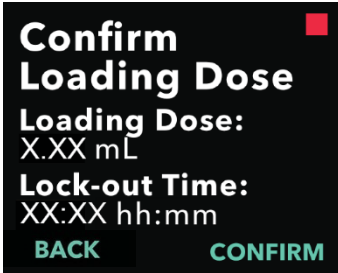 Confirm
Loading Dose
Loading Dose:
X.XX mL
Lock-out Time:
XX:XX hh:mm
BACK CONFIRM